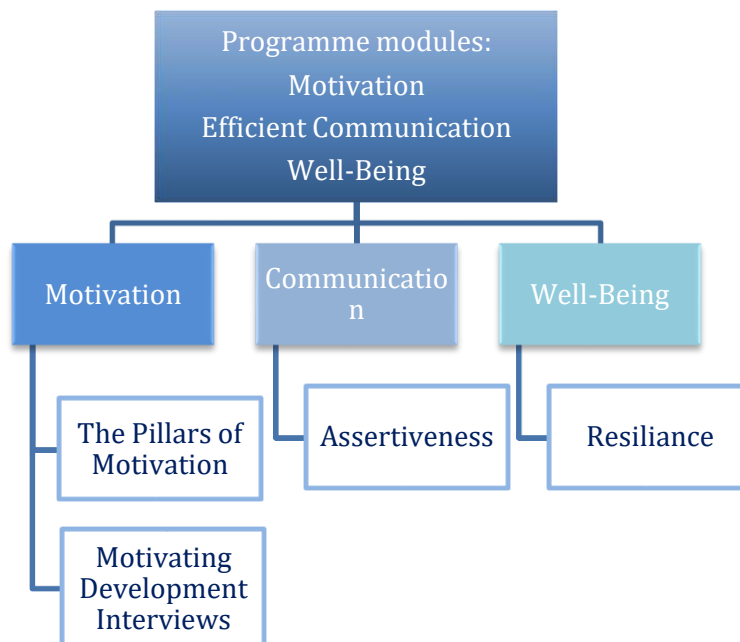 Programme modules:
Motivation
Efficient Communication
Well-Being
Motivation
Communicatio
n
Well-Being
The Pillars of
Motivation
Motivating
Development
Interviews
Assertiveness
Resiliance